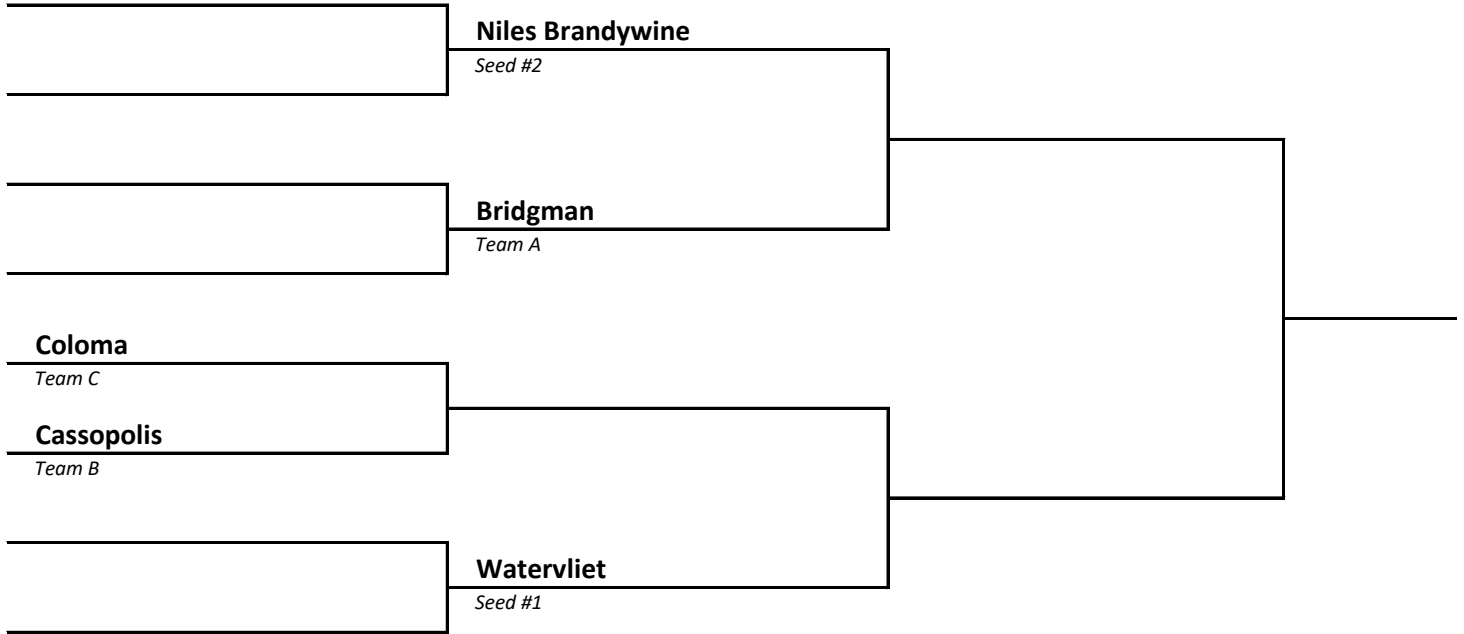 Niles Brandywine
Seed #2
Bridgman
Team A
Coloma
Team C
Cassopolis
Team B
Watervliet
Seed #1